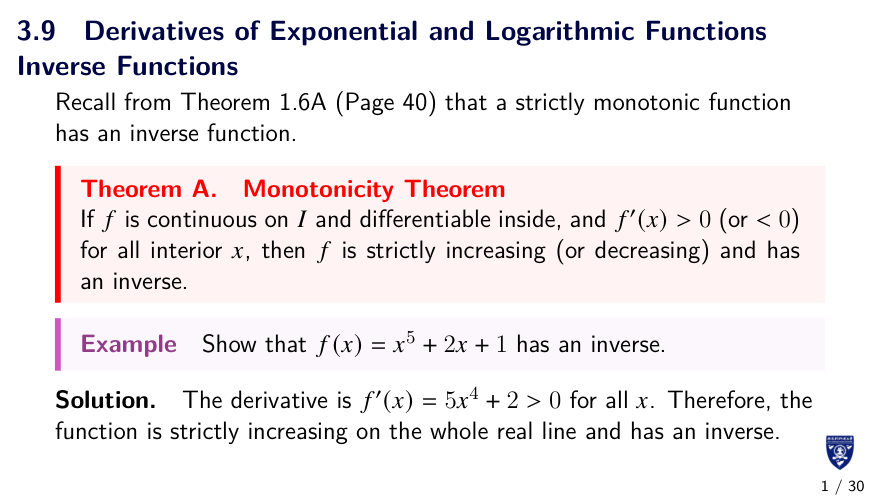 3.9 Derivatives of Exponential and Logarithmic Functions
Inverse Functions
Recall from Theorem 1.6A (Page 40) that a strictly monotonic function
has an inverse function.
Theorem A. Monotonicity Theorem
If f is continuous on I and differentiable inside, and f′(x) > 0 (or < 0)
for all interior x, then f is strictly increasing (or decreasing) and has
an inverse.
Example Show that f(x) = x⁵ + 2x + 1 has an inverse.
Solution. The derivative is f′(x) = 5x⁴ + 2 > 0 for all x. Therefore, the
function is strictly increasing on the whole real line and has an inverse.
1 / 30